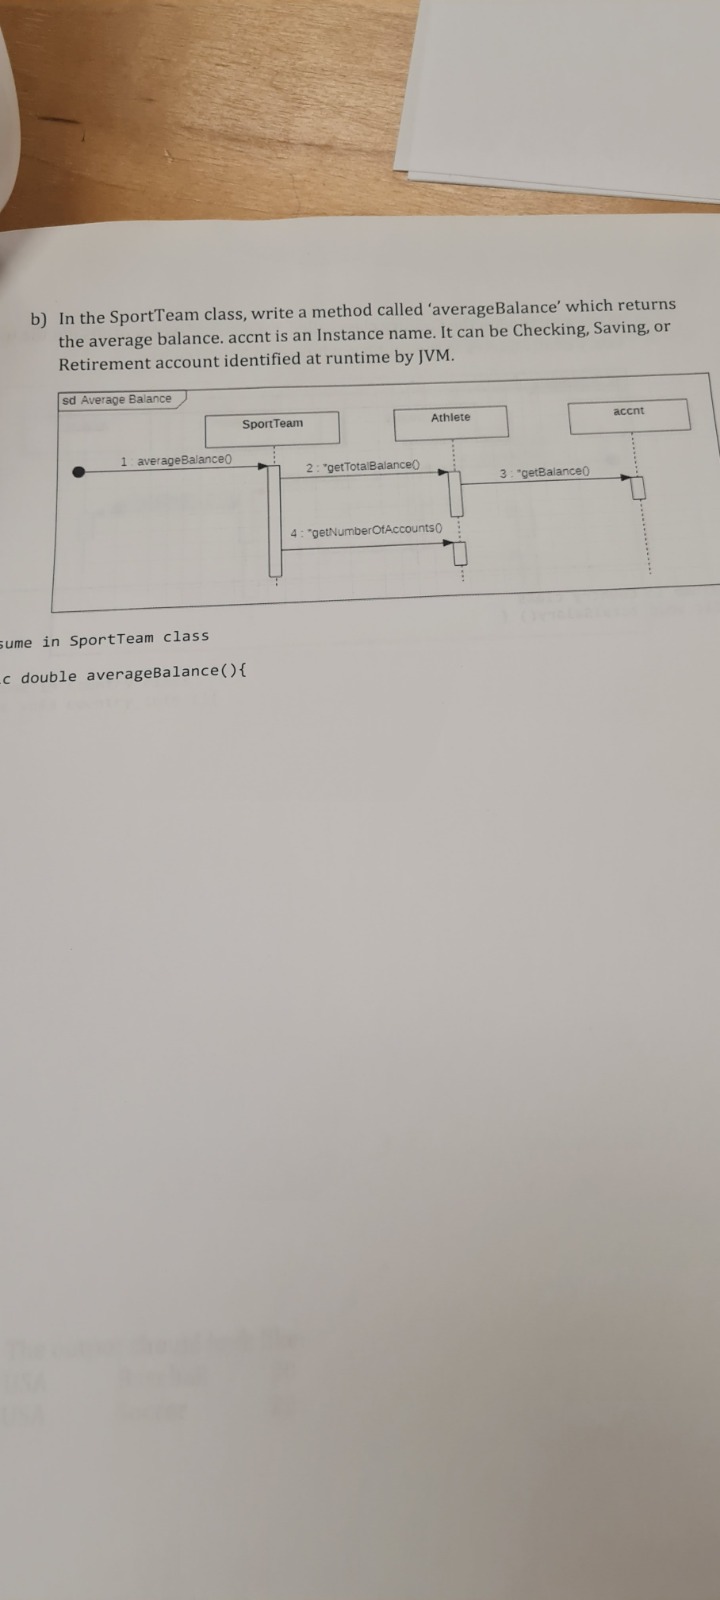 b) In the SportTeam class, write a method called ‘averageBalance’ which returns
the average balance. accnt is an Instance name. It can be Checking, Saving, or
Retirement account identified at runtime by JVM.
sd Average Balance
SportTeam
Athlete
accnt
1 : averageBalance()
2 : *getTotalBalance()
3 : *getBalance()
4 : *getNumberOfAccounts()
sume in SportTeam class
c double averageBalance(){